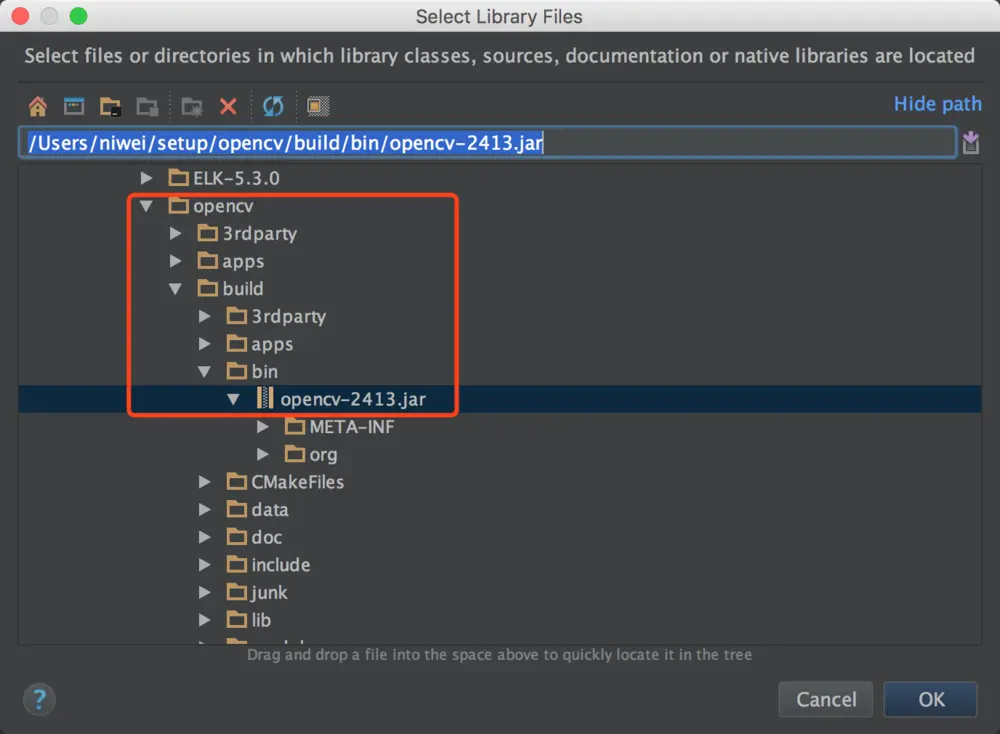 Select Library Files
Select files or directories in which library classes, sources, documentation or native libraries are located
Hide path
/Users/niwei/setup/opencv/build/bin/opencv-2413.jar
ELK-5.3.0
opencv
3rdparty
apps
build
3rdparty
apps
bin
opencv-2413.jar
META-INF
org
CMakeFiles
data
doc
include
junk
lib
Drag and drop a file into the space above to quickly locate it in the tree
?
Cancel
OK